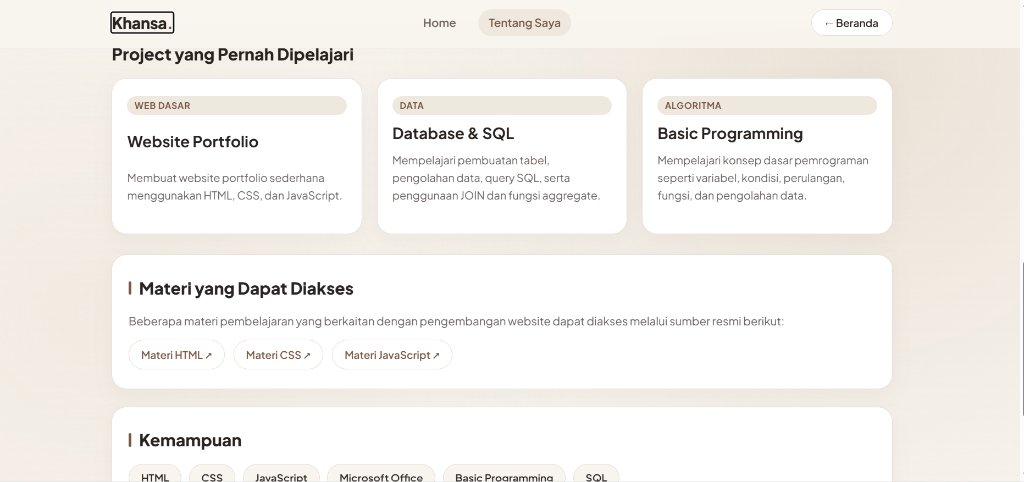 Khansa.
Home
Tentang Saya
← Beranda
Project yang Pernah Dipelajari
WEB DASAR
Website Portfolio
Membuat website portfolio sederhana
menggunakan HTML, CSS, dan JavaScript.
DATA
Database & SQL
Mempelajari pembuatan tabel,
pengolahan data, query SQL, serta
penggunaan JOIN dan fungsi aggregate.
ALGORITMA
Basic Programming
Mempelajari konsep dasar pemrograman
seperti variabel, kondisi, perulangan,
fungsi, dan pengolahan data.
Materi yang Dapat Diakses
Beberapa materi pembelajaran yang berkaitan dengan pengembangan website dapat diakses melalui sumber resmi berikut:
Materi HTML ↗
Materi CSS ↗
Materi JavaScript ↗
Kemampuan
HTML
CSS
JavaScript
Microsoft Office
Basic Programming
SQL